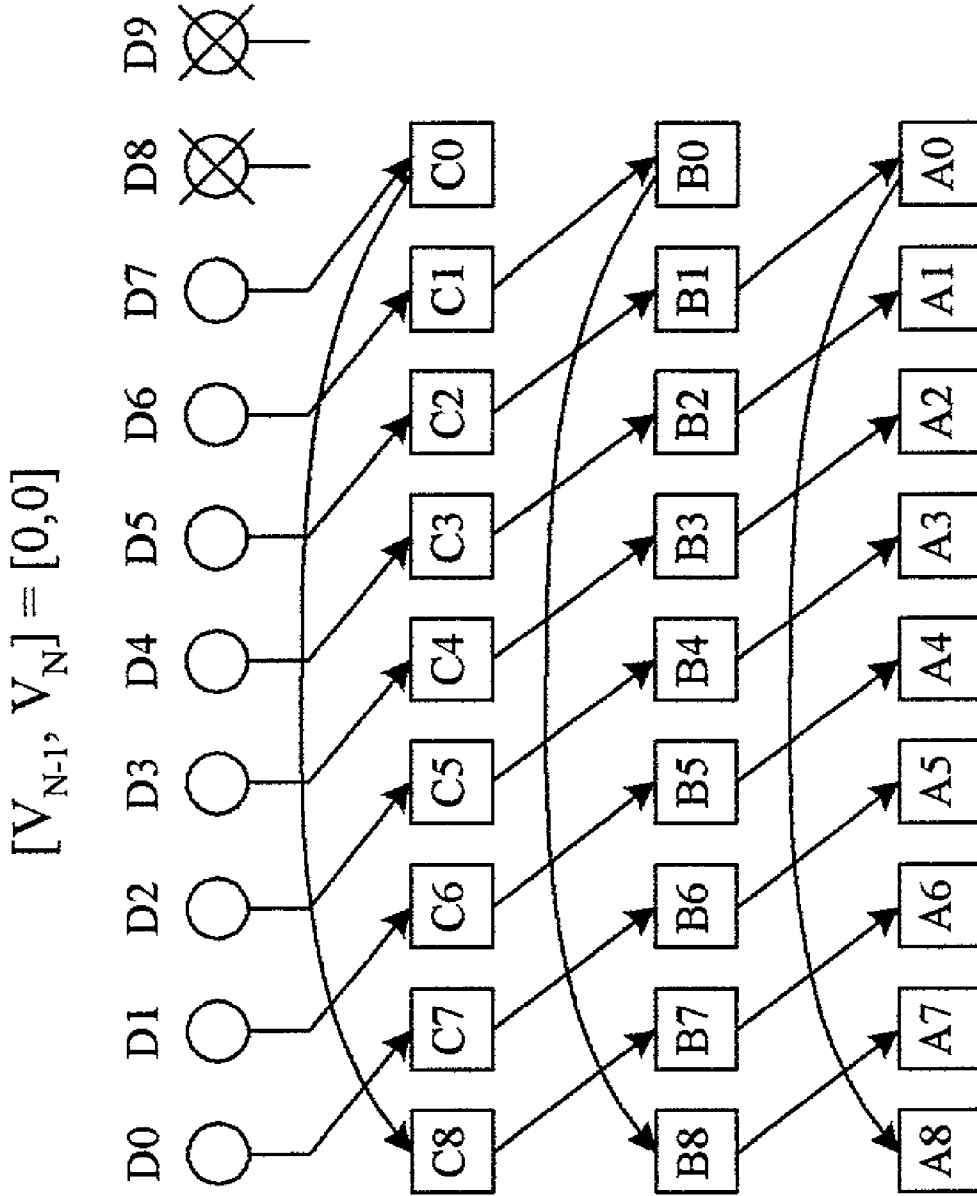 [V_{N-1}, V_N] = [0,0]
D0 D1 D2 D3 D4 D5 D6 D7 D8 D9
C8 C7 C6 C5 C4 C3 C2 C1 C0
B8 B7 B6 B5 B4 B3 B2 B1 B0
A8 A7 A6 A5 A4 A3 A2 A1 A0